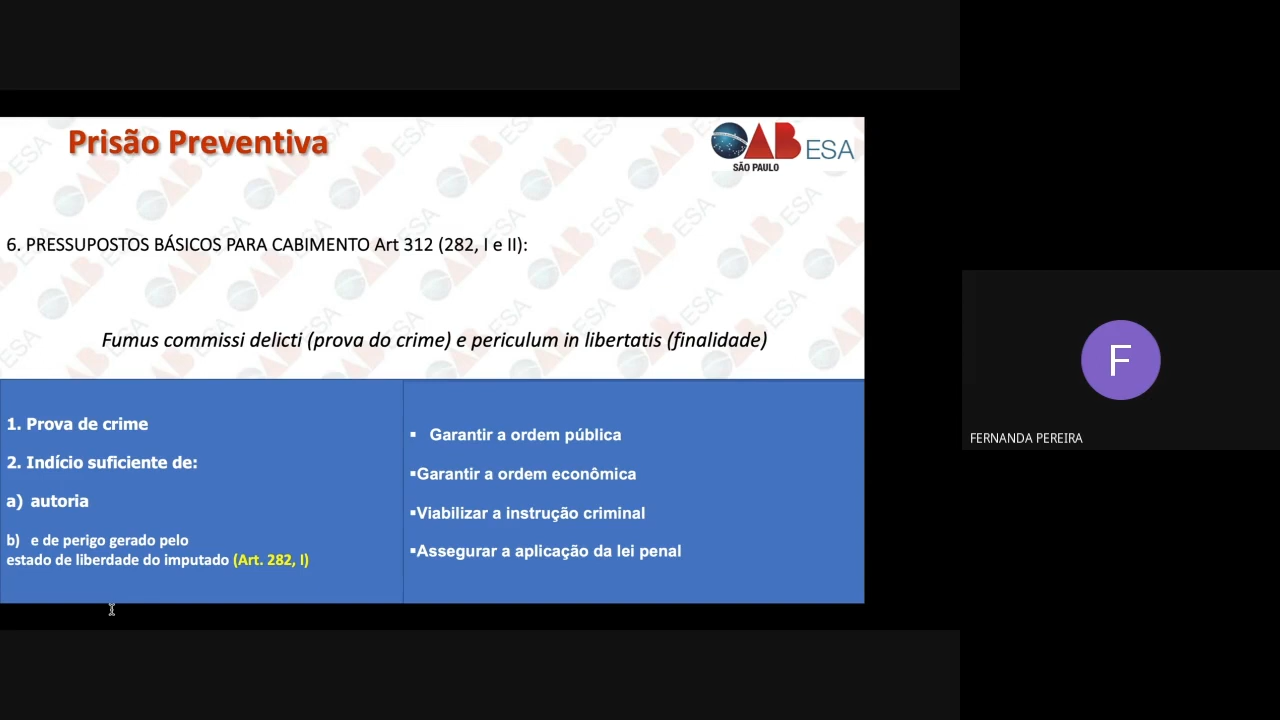 Prisão Preventiva
OAB ESA
SÃO PAULO
6. PRESSUPOSTOS BÁSICOS PARA CABIMENTO Art 312 (282, I e II):
Fumus commissi delicti (prova do crime) e periculum in libertatis (finalidade)
1. Prova de crime
2. Indício suficiente de:
a) autoria
b) e de perigo gerado pelo
estado de liberdade do imputado (Art. 282, I)
▪ Garantir a ordem pública
▪Garantir a ordem econômica
▪Viabilizar a instrução criminal
▪Assegurar a aplicação da lei penal
F
FERNANDA PEREIRA